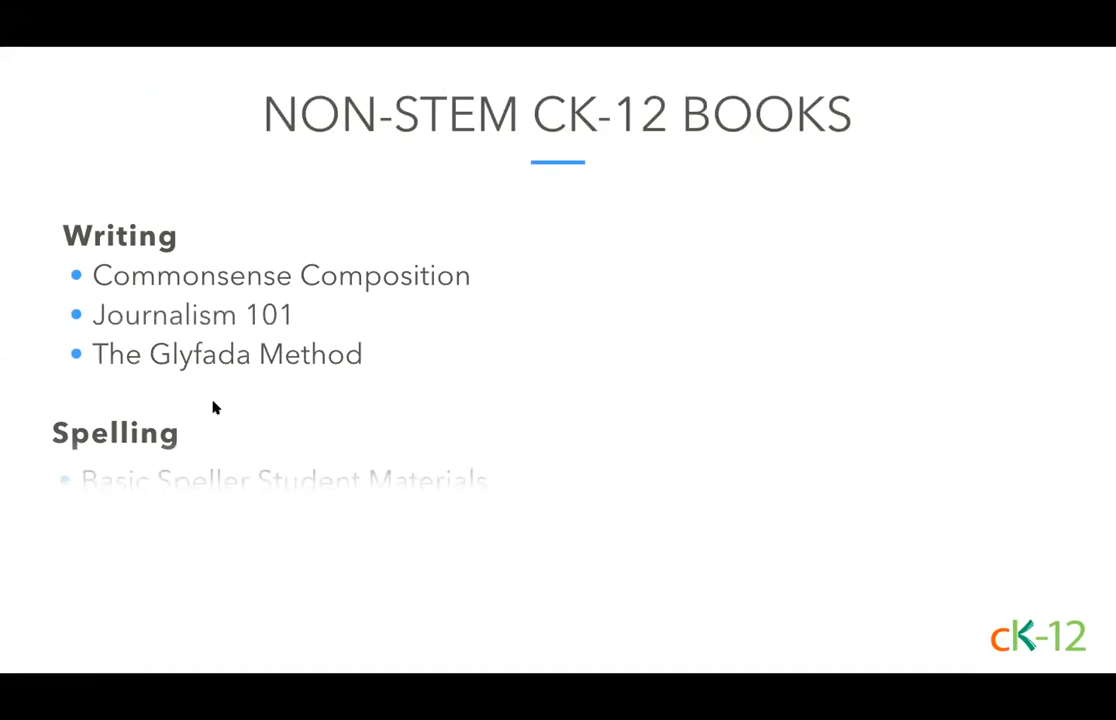 NON-STEM CK-12 BOOKS
Writing
Commonsense Composition
Journalism 101
The Glyfada Method
Spelling
Basic Speller Student Materials
cK-12